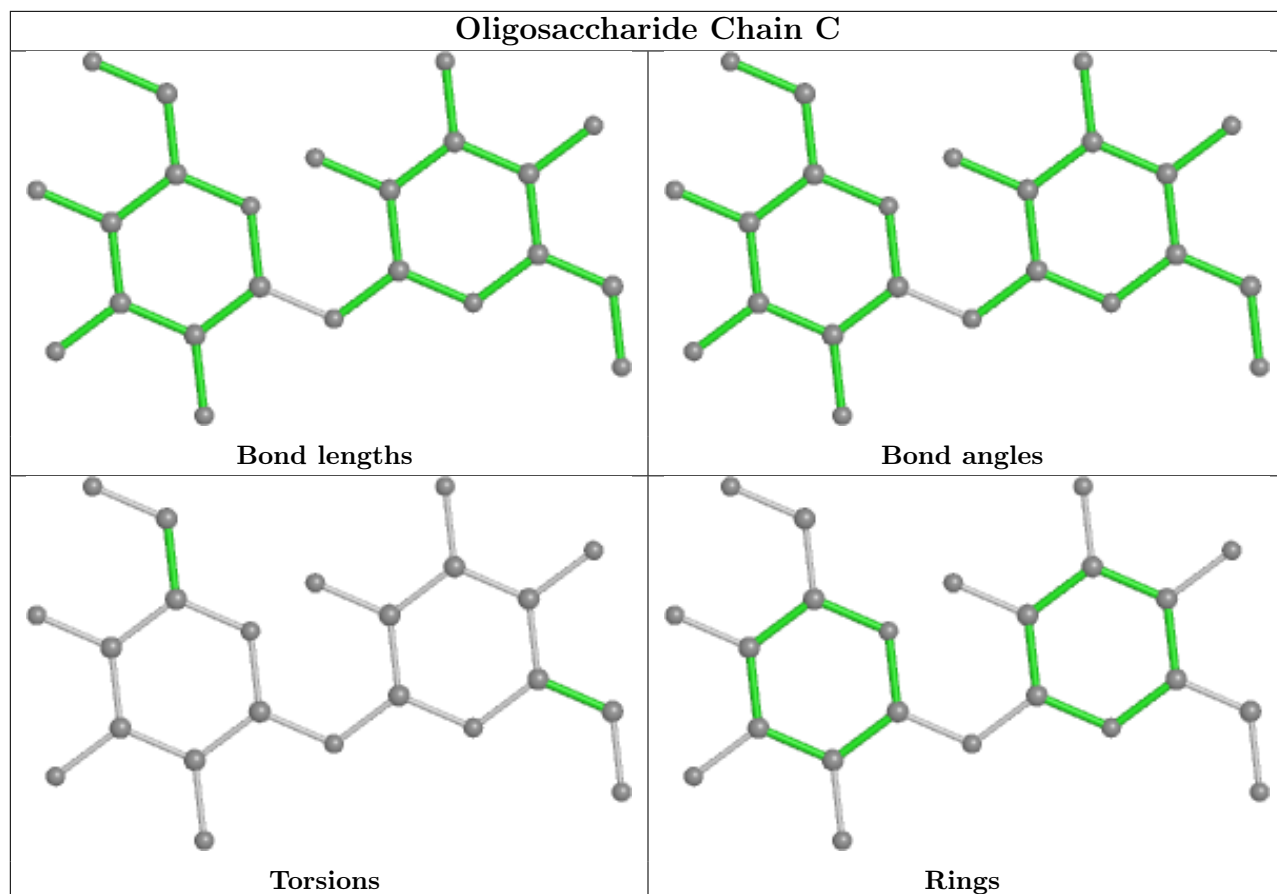 Oligosaccharide Chain C
Bond lengths
Bond angles
Torsions
Rings